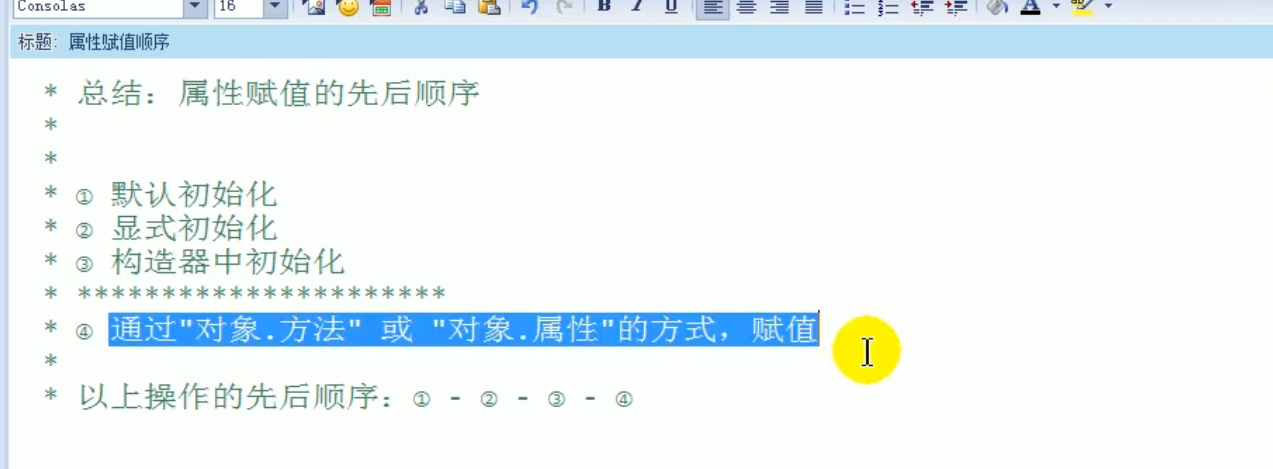 Consolas 16 B I U A
标题: 属性赋值顺序
* 总结: 属性赋值的先后顺序
*
*
* ① 默认初始化
* ② 显式初始化
* ③ 构造器中初始化
* **********************
* ④ 通过"对象.方法" 或 "对象.属性"的方式，赋值
*
* 以上操作的先后顺序: ① - ② - ③ - ④